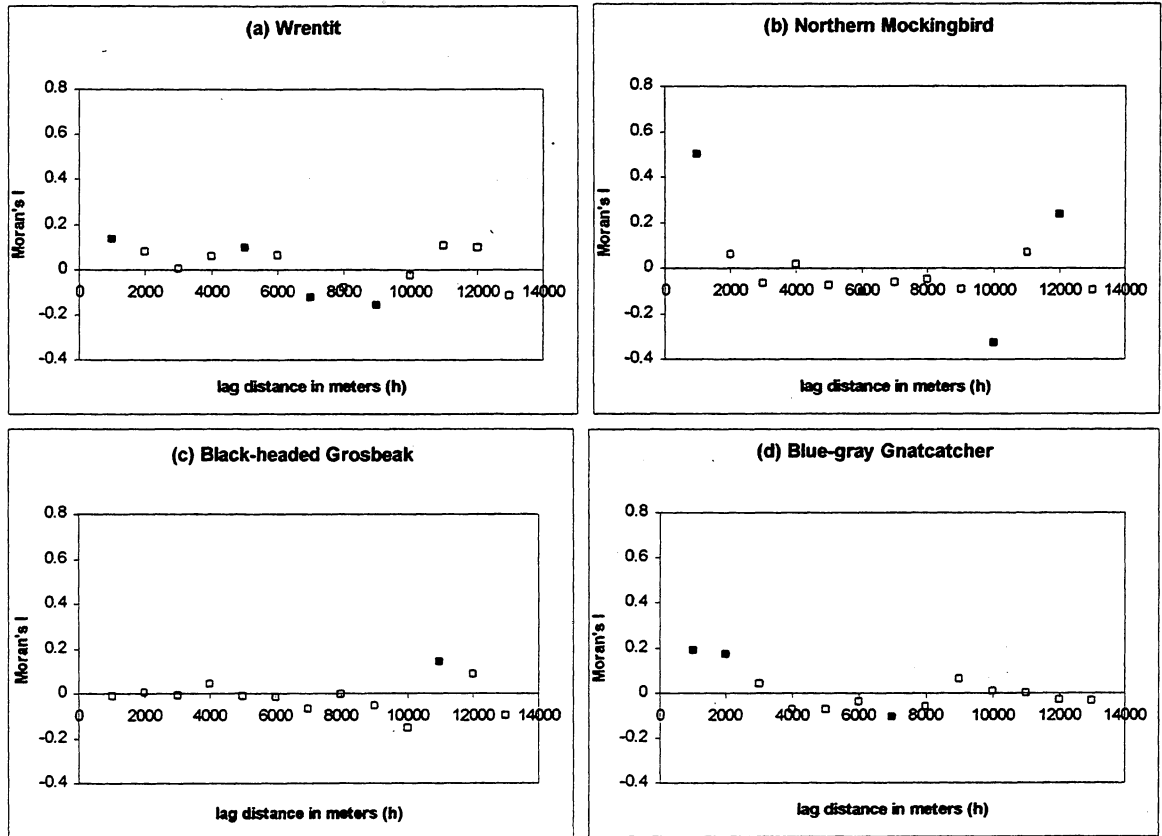 (a) Wrentit
0.8
0.6
0.4
0.2
0
-0.2
-0.4
Moran's I
0 2000 4000 6000 8000 10000 12000 14000
lag distance in meters (h)
(b) Northern Mockingbird
0.8
0.6
0.4
0.2
0
-0.2
-0.4
Moran's I
0 2000 4000 6000 8000 10000 12000 14000
lag distance in meters (h)
(c) Black-headed Grosbeak
0.8
0.6
0.4
0.2
0
-0.2
-0.4
Moran's I
0 2000 4000 6000 8000 10000 12000 14000
lag distance in meters (h)
(d) Blue-gray Gnatcatcher
0.8
0.6
0.4
0.2
0
-0.2
-0.4
Moran's I
0 2000 4000 6000 8000 10000 12000 14000
lag distance in meters (h)